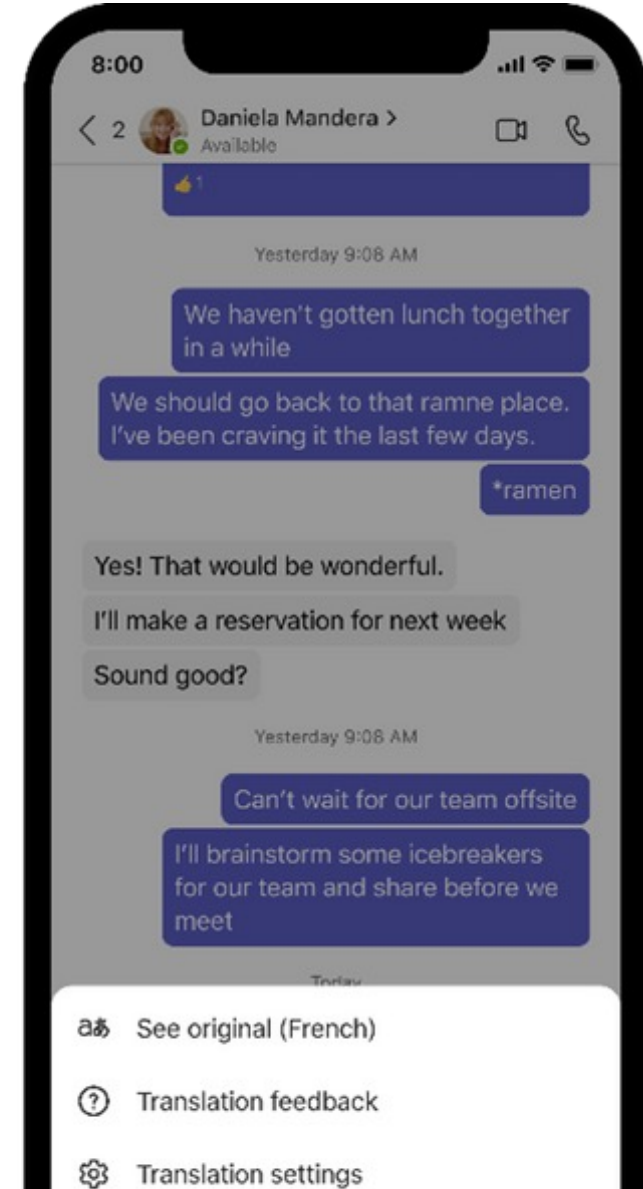 8:00
2 Daniela Mandera >
Available
👍 1
Yesterday 9:08 AM
We haven't gotten lunch together
in a while
We should go back to that ramne place.
I've been craving it the last few days.
*ramen
Yes! That would be wonderful.
I'll make a reservation for next week
Sound good?
Yesterday 9:08 AM
Can't wait for our team offsite
I'll brainstorm some icebreakers
for our team and share before we
meet
Today
aあ See original (French)
Translation feedback
Translation settings